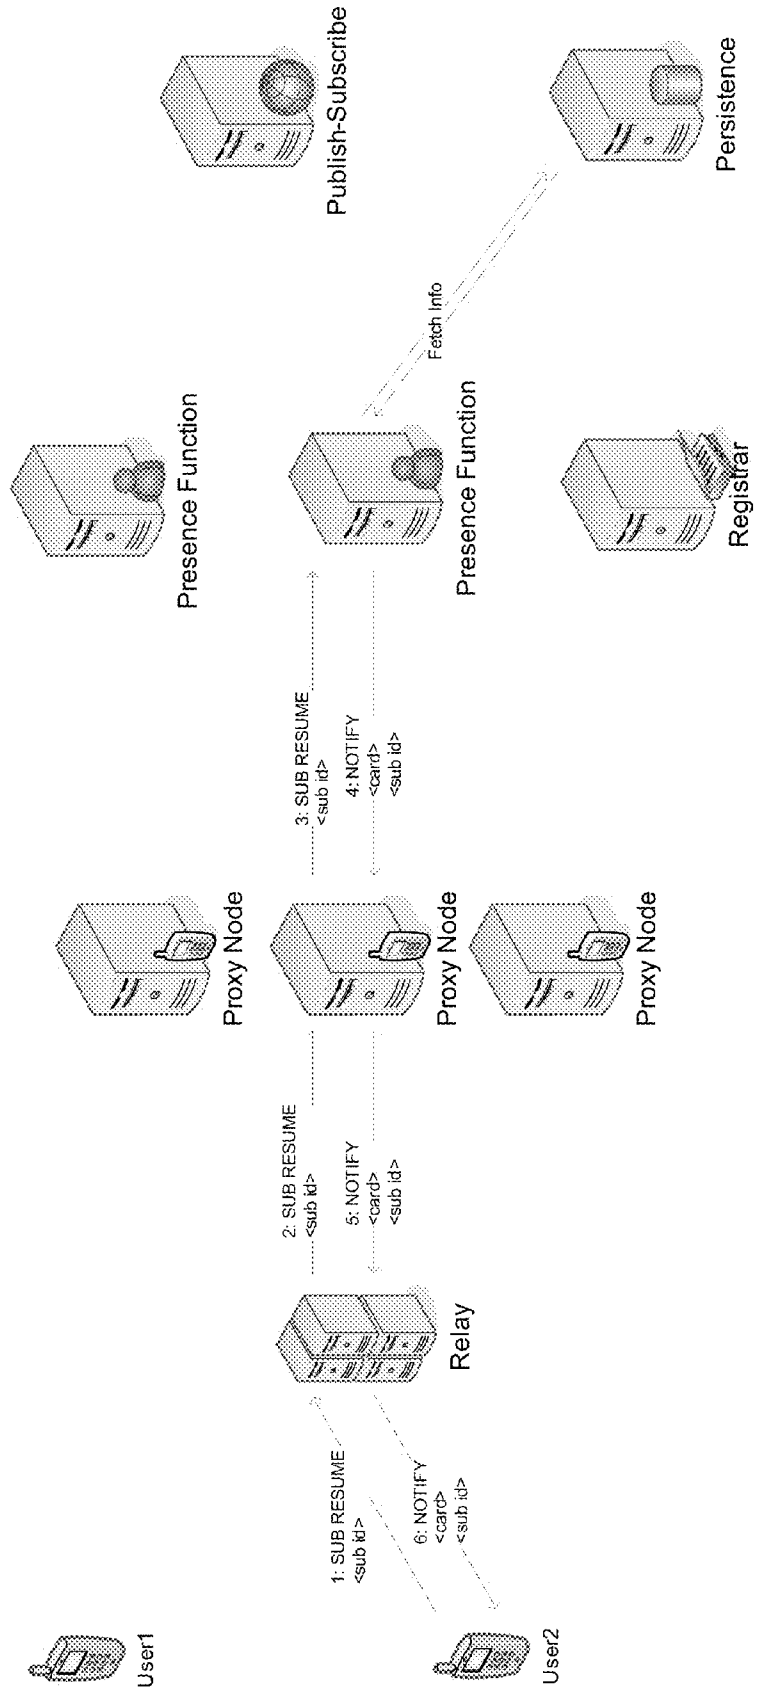 User1
User2
1: SUB RESUME
<sub id>
6: NOTIFY
<card>
<sub id>
Relay
2: SUB RESUME
<sub id>
5: NOTIFY
<card>
<sub id>
Proxy Node
Proxy Node
Proxy Node
3: SUB RESUME
<sub id>
4: NOTIFY
<card>
<sub id>
Presence Function
Presence Function
Registrar
Fetch Info
Publish-Subscribe
Persistence